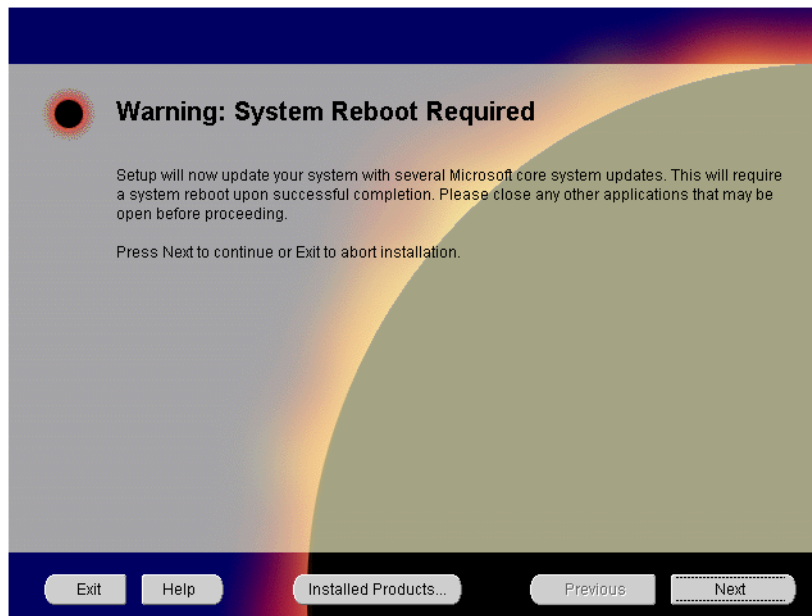 Warning: System Reboot Required
Setup will now update your system with several Microsoft core system updates. This will require
a system reboot upon successful completion. Please close any other applications that may be
open before proceeding.
Press Next to continue or Exit to abort installation.
Exit
Help
Installed Products...
Previous
Next